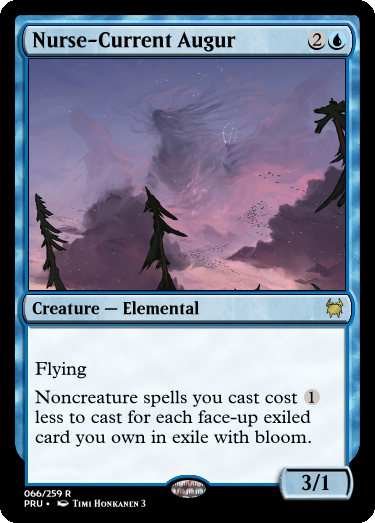 Nurse-Current Augur 2
Creature — Elemental
Flying
Noncreature spells you cast cost 1
less to cast for each face-up exiled
card you own in exile with bloom.
3/1
066/259 R
PRU • Timi Honkanen 3